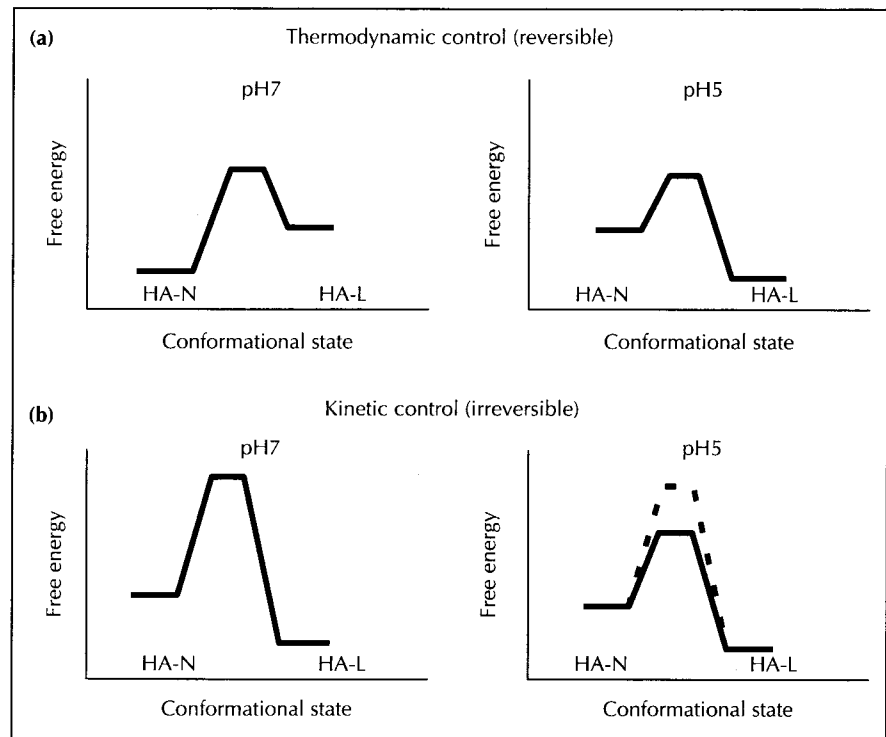 (a) Thermodynamic control (reversible)
pH7
Free energy
HA-N HA-L
Conformational state
pH5
Free energy
HA-N HA-L
Conformational state
(b) Kinetic control (irreversible)
pH7
Free energy
HA-N HA-L
Conformational state
pH5
Free energy
HA-N HA-L
Conformational state